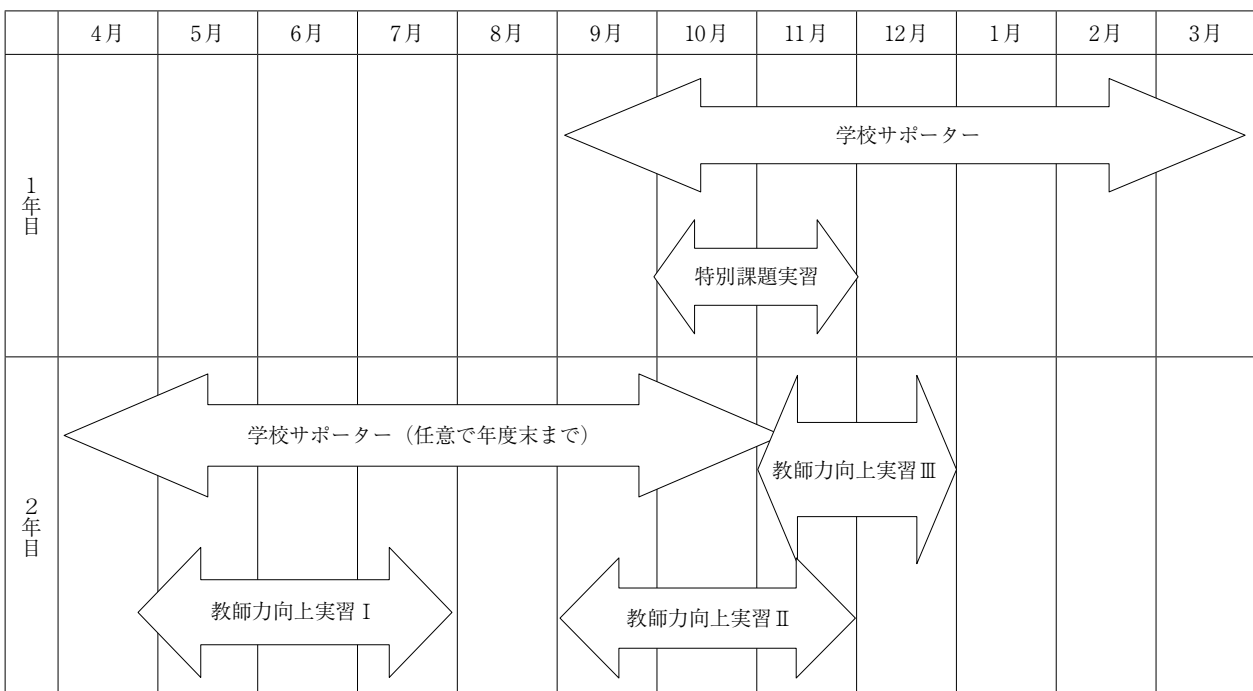 4月 5月 6月 7月 8月 9月 10月 11月 12月 1月 2月 3月
1年目
学校サポーター
特別課題実習
2年目
学校サポーター（任意で年度末まで）
教師力向上実習Ⅲ
教師力向上実習Ⅰ
教師力向上実習Ⅱ